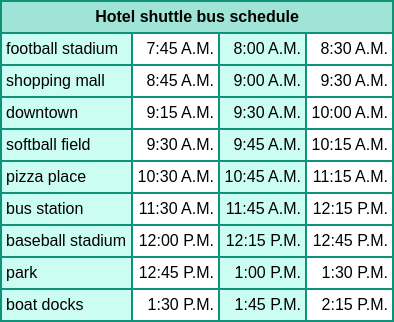 Hotel shuttle bus schedule
football stadium 7:45 A.M. 8:00 A.M. 8:30 A.M.
shopping mall 8:45 A.M. 9:00 A.M. 9:30 A.M.
downtown 9:15 A.M. 9:30 A.M. 10:00 A.M.
softball field 9:30 A.M. 9:45 A.M. 10:15 A.M.
pizza place 10:30 A.M. 10:45 A.M. 11:15 A.M.
bus station 11:30 A.M. 11:45 A.M. 12:15 P.M.
baseball stadium 12:00 P.M. 12:15 P.M. 12:45 P.M.
park 12:45 P.M. 1:00 P.M. 1:30 P.M.
boat docks 1:30 P.M. 1:45 P.M. 2:15 P.M.